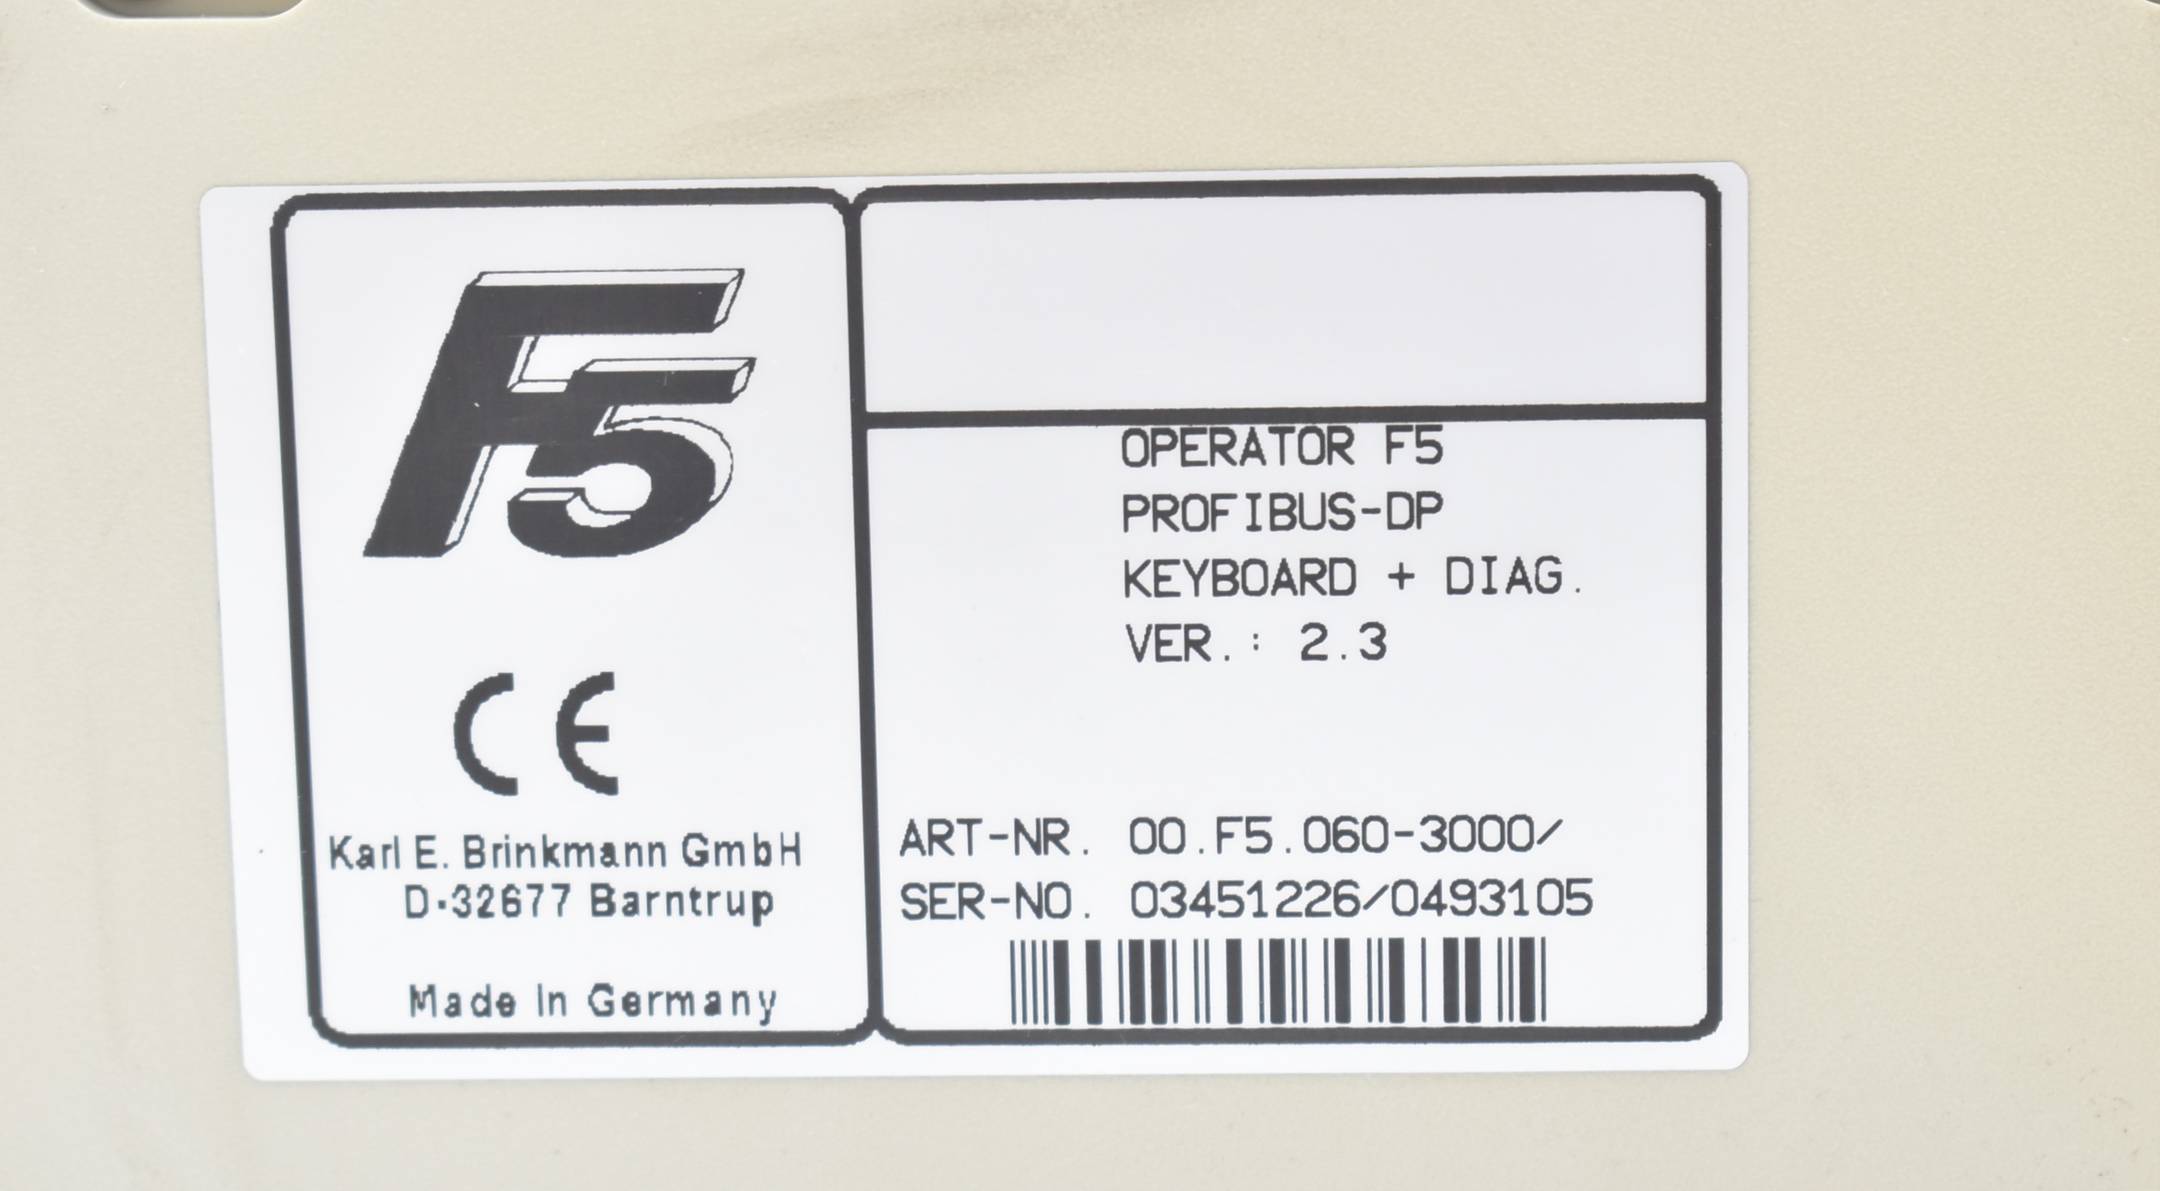 F5
CE
Karl E. Brinkmann GmbH
D-32677 Barntrup
Made In Germany
OPERATOR F5
PROFIBUS-DP
KEYBOARD + DIAG.
VER.: 2.3
ART-NR. 00.F5.060-3000/
SER-NO. 03451226/0493105